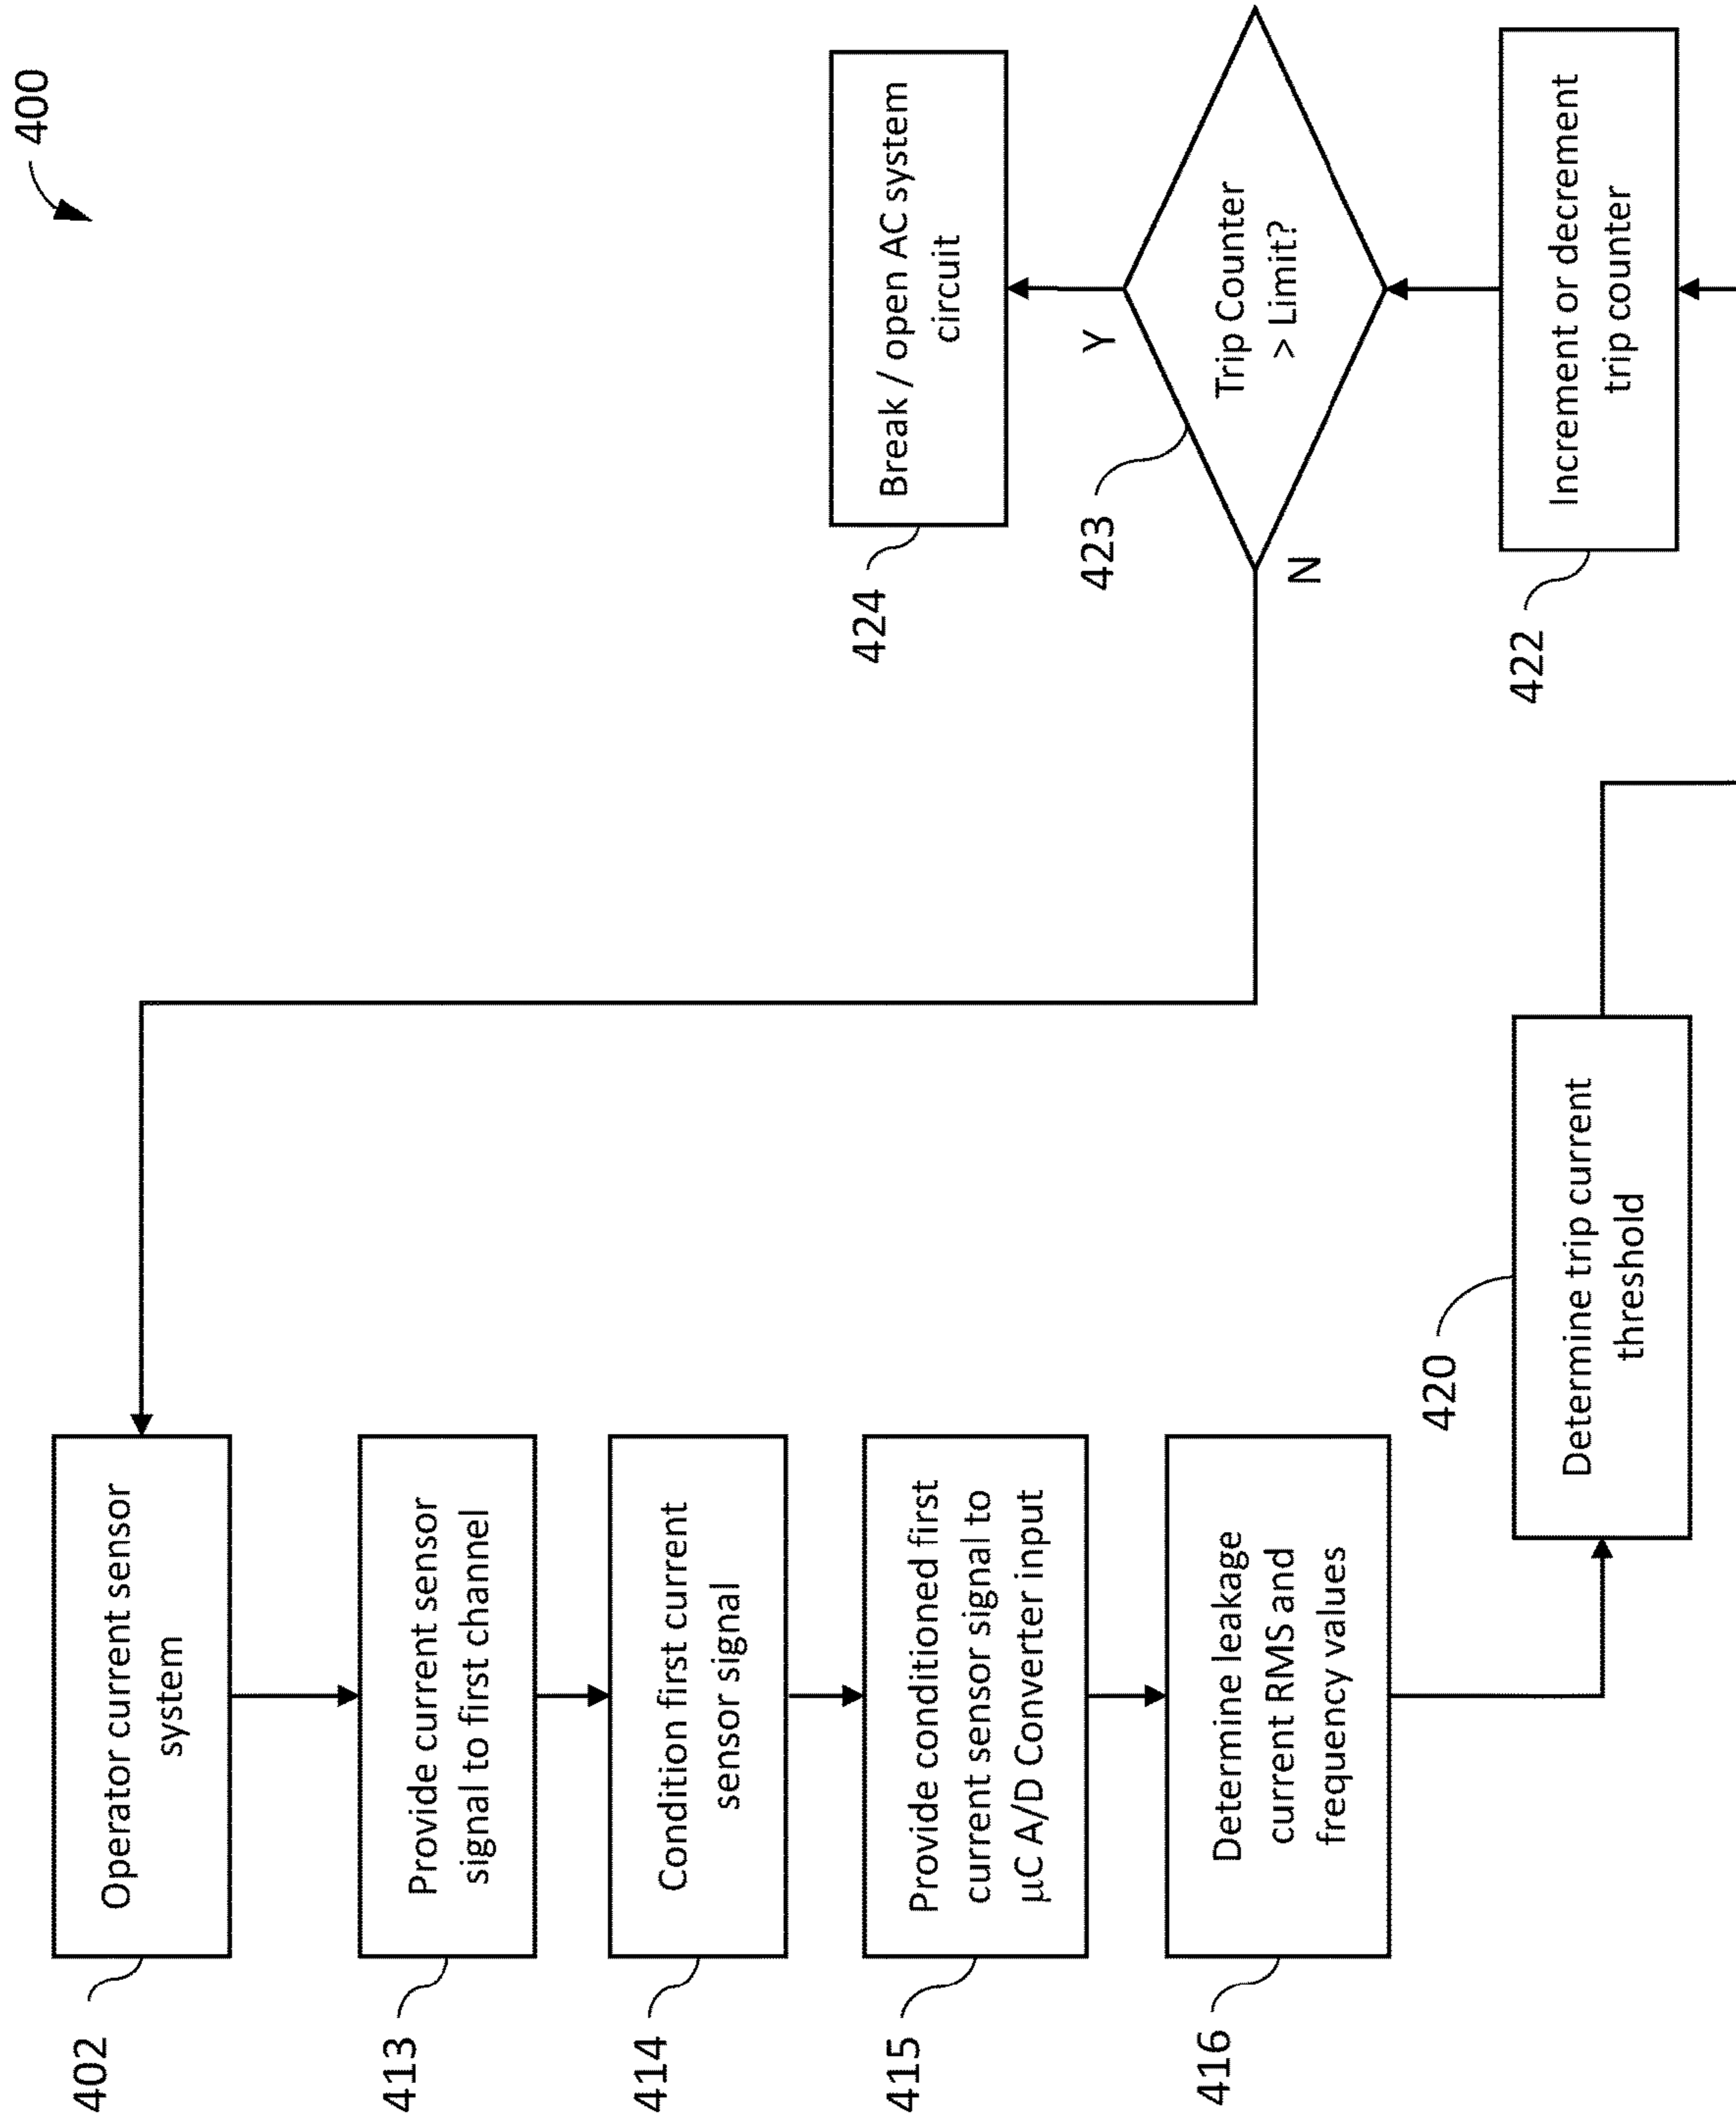 400
402
Operator current sensor
system
413
Provide current sensor
signal to first channel
414
Condition first current
sensor signal
415
Provide conditioned first
current sensor signal to
µC A/D Converter input
416
Determine leakage
current RMS and
frequency values
420
Determine trip current
threshold
422
Increment or decrement
trip counter
423
Trip Counter
> Limit?
Y
N
424
Break / open AC system
circuit